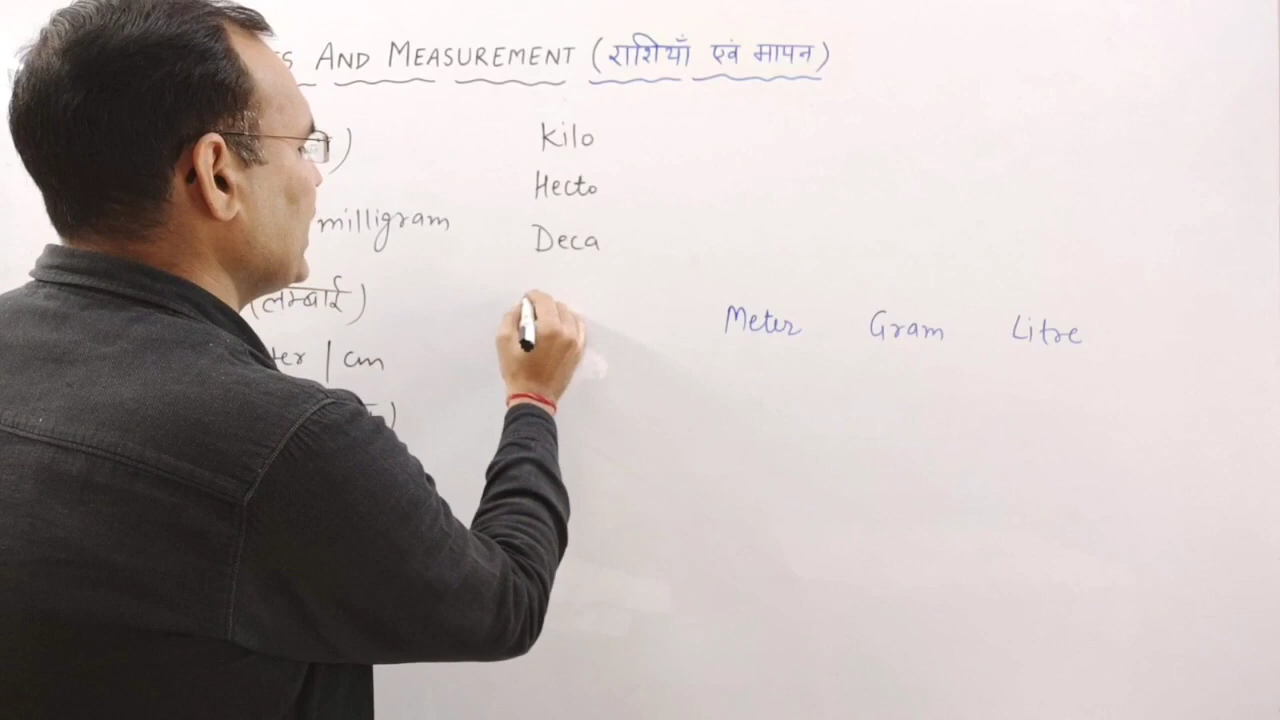 AND MEASUREMENT (राशियाँ एवं मापन)
Kilo
Hecto
milligram
Deca
(लम्बाई)
Meter Gram Litre
| cm